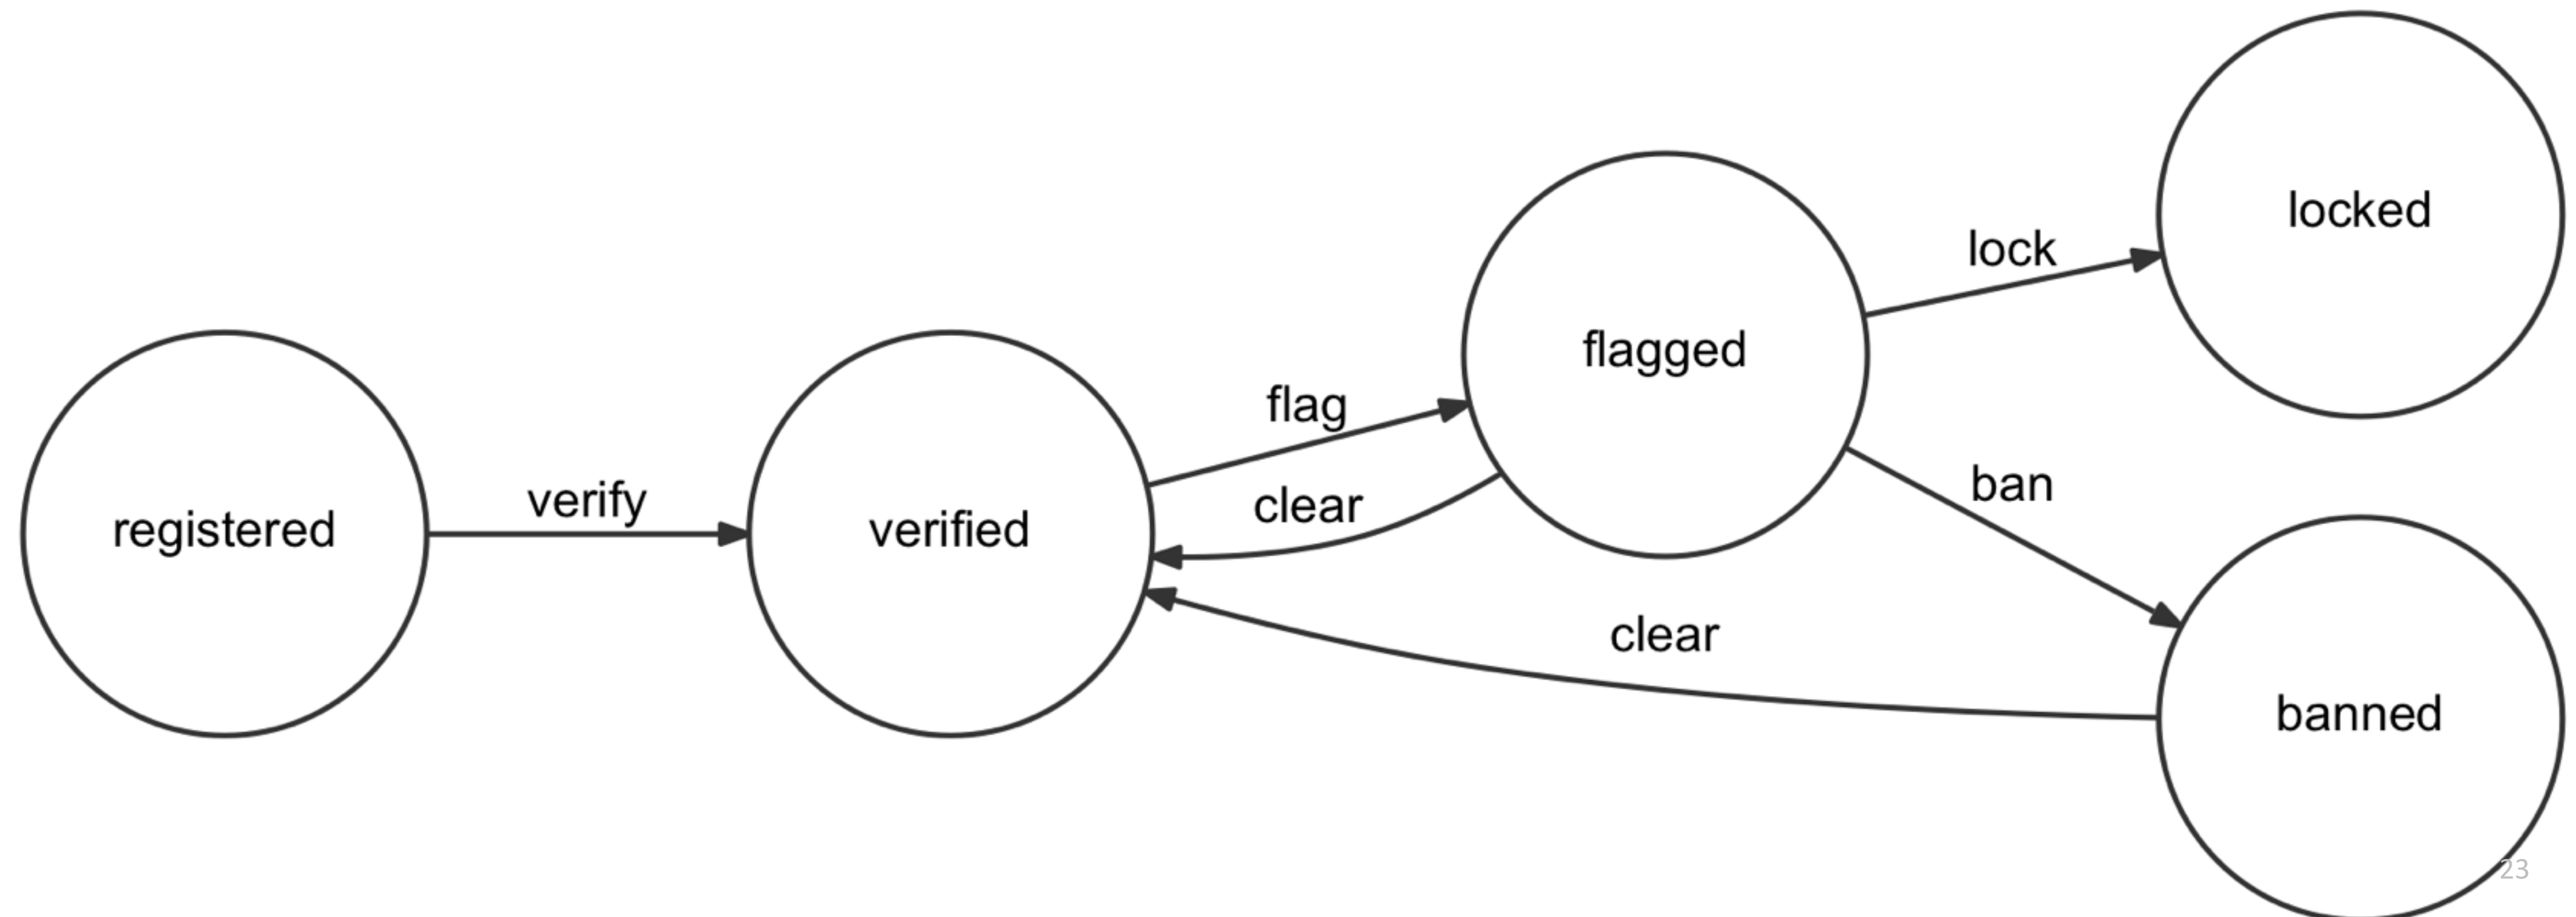 locked
lock
flagged
flag
ban
verify
clear
registered
verified
clear
banned
23